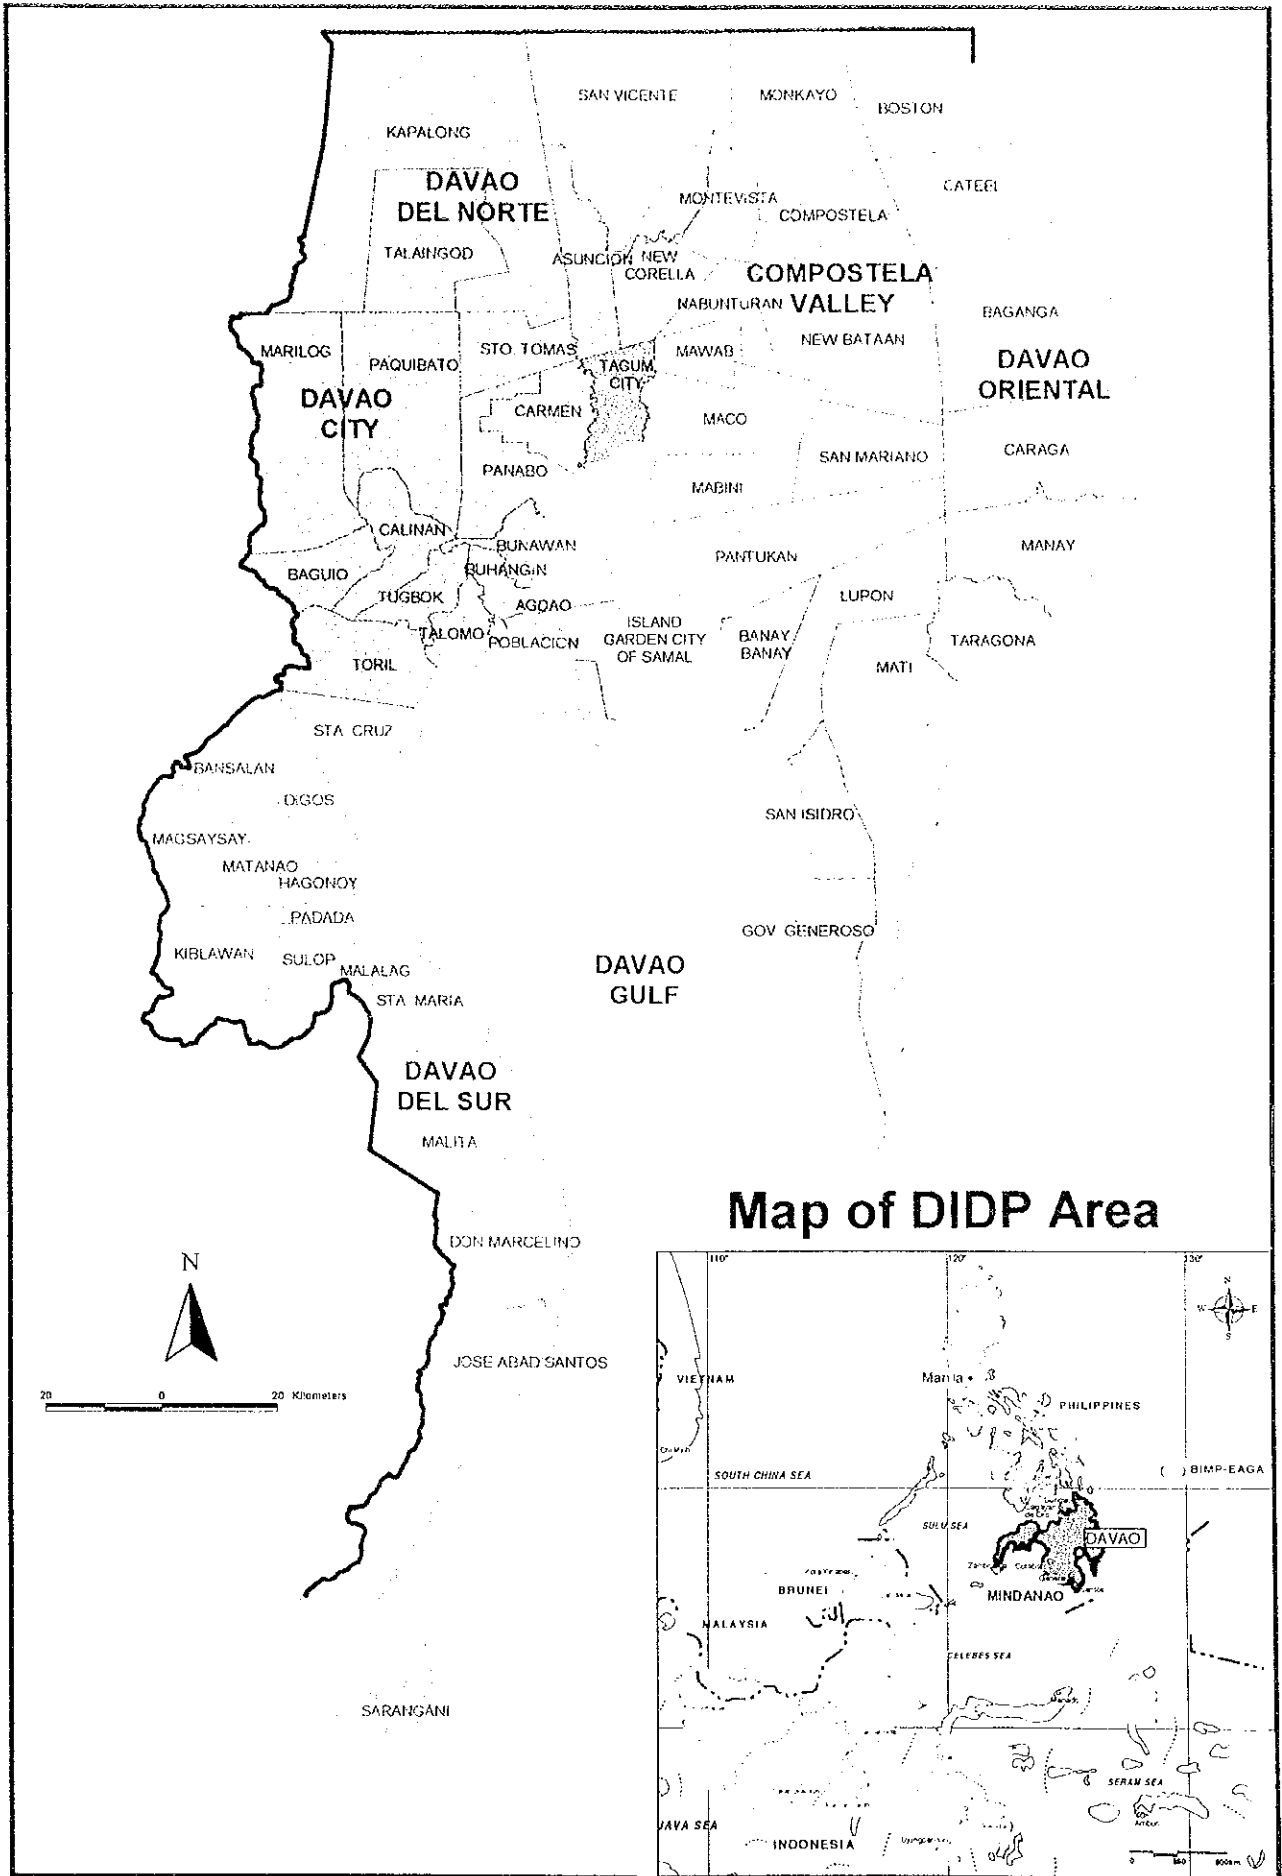 SAN VICENTE
MONKAYO
BOSTON
KAPALONG
DAVAO
DEL NORTE
CATEEL
MONTEVISTA
COMPOSTELA
TALAINGOD
ASUNCION
NEW
CORELLA
COMPOSTELA
VALLEY
NABUNTURAN
BAGANGA
MARILOG
PAQUIBATO
STO. TOMAS
MAWAB
NEW BATAAN
TAGUM
CITY
DAVAO
ORIENTAL
DAVAO
CITY
CARMEN
MACO
SAN MARIANO
CARAGA
PANABO
MABINI
CALINAN
BUNAWAN
PANTUKAN
MANAY
BAGUIO
BUHANGIN
TUGBOK
AGDAO
LUPON
TALOMO
POBLACION
ISLAND
GARDEN CITY
OF SAMAL
BANAY
BANAY
TARAGONA
TORIL
MATI
STA CRUZ
BANSALAN
DIGOS
SAN ISIDRO
MAGSAYSAY
MATANAO
HAGONOY
PADADA
GOV GENEROSO
KIBLAWAN
SULOP
MALALAG
DAVAO
GULF
STA MARIA
DAVAO
DEL SUR
MALITA
Map of DIDP Area
DON MARCELINO
N
JOSE ABAD SANTOS
20 0 20 Kilometers
SARANGANI
110° 120° 130°
N
W E
S
VIETNAM
Manila
PHILIPPINES
SOUTH CHINA SEA
BIMP-EAGA
SULU SEA
DAVAO
BRUNEI
MINDANAO
MALAYSIA
CELEBES SEA
SERAM SEA
JAVA SEA
INDONESIA